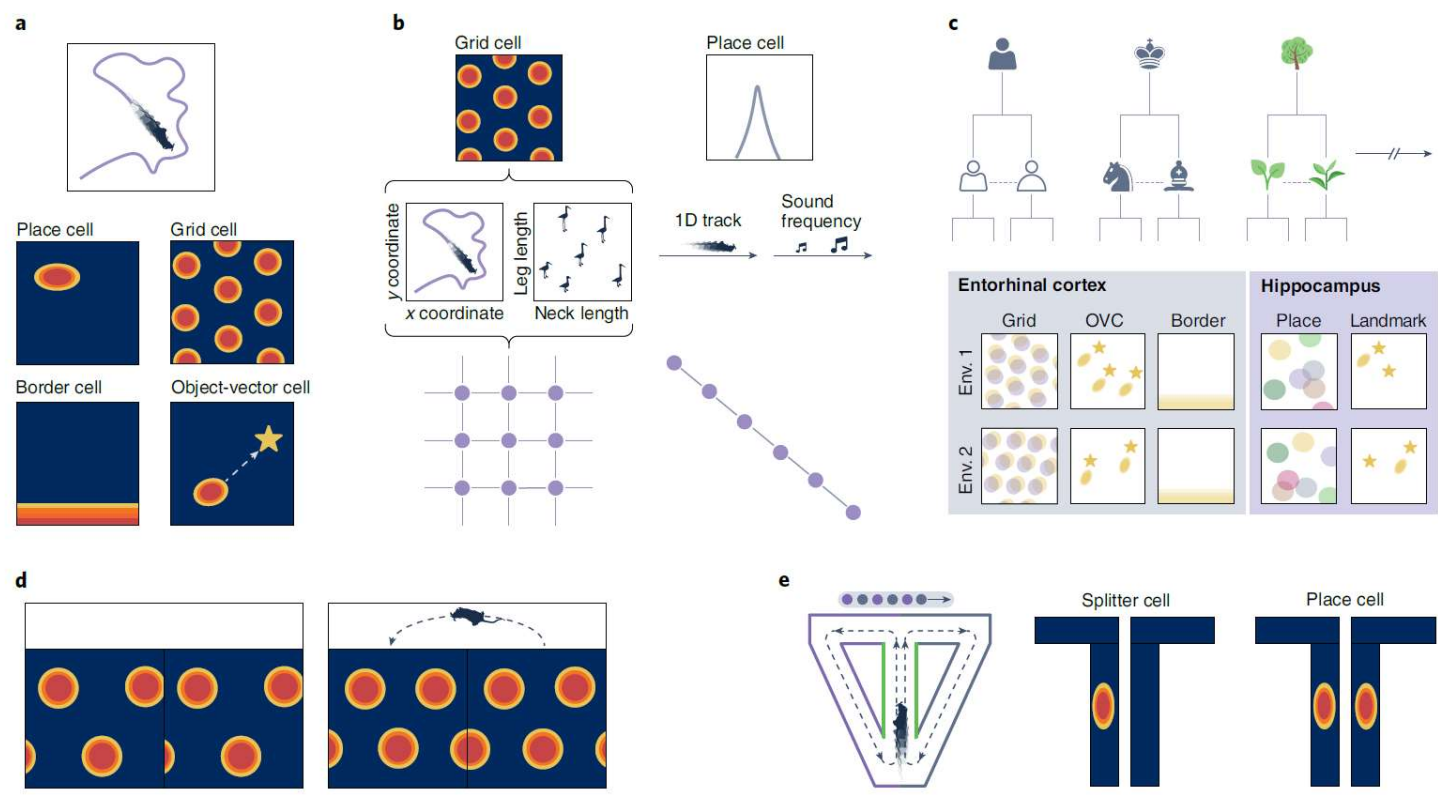 a
Place cell
Grid cell
Border cell
Object-vector cell
b
Grid cell
Place cell
y coordinate
x coordinate
Leg length
Neck length
1D track
Sound
frequency
c
Entorhinal cortex
Hippocampus
Grid
OVC
Border
Place
Landmark
Env. 1
Env. 2
d
e
Splitter cell
Place cell